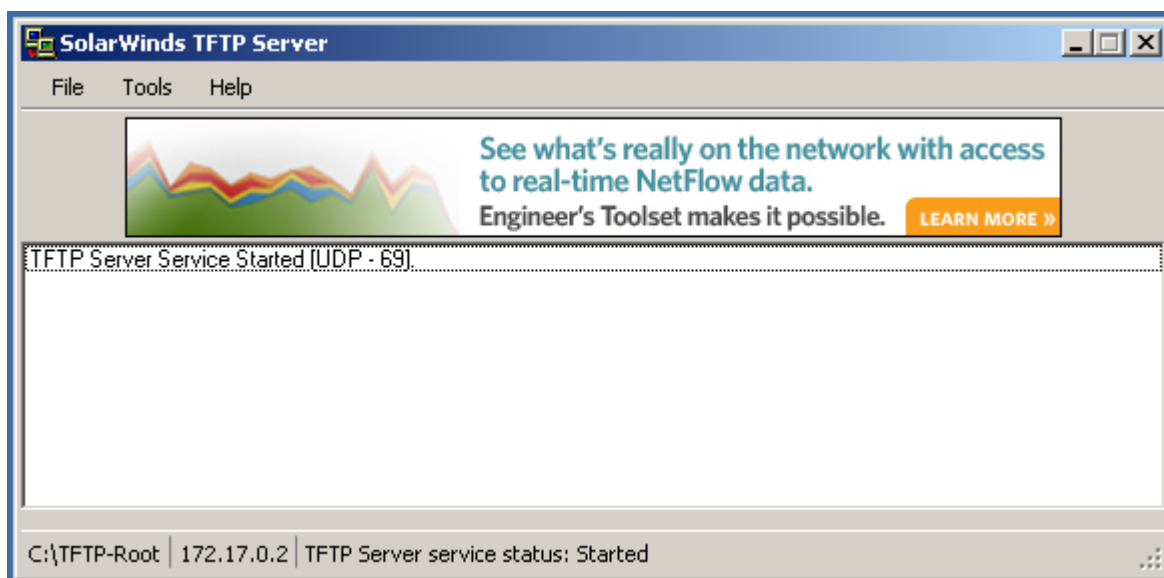 SolarWinds TFTP Server
File Tools Help
See what's really on the network with access
to real-time NetFlow data.
Engineer's Toolset makes it possible.
LEARN MORE »
TFTP Server Service Started (UDP - 69).
C:\TFTP-Root 172.17.0.2 TFTP Server service status: Started